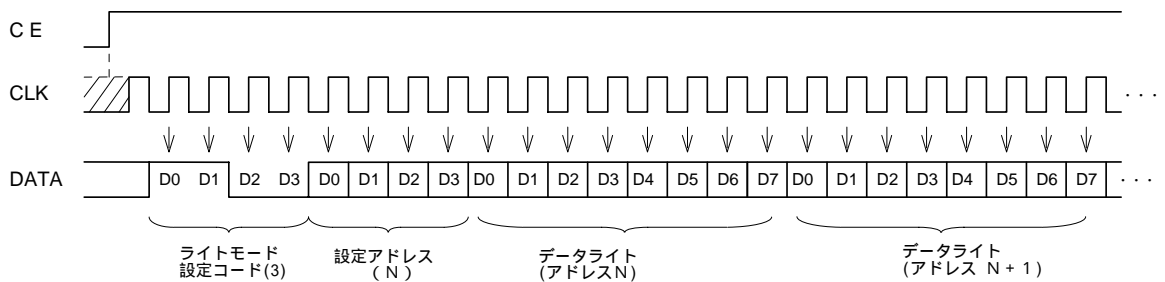 C E
CLK
. . .
DATA
D0 D1 D2 D3 D0 D1 D2 D3 D0 D1 D2 D3 D4 D5 D6 D7 D0 D1 D2 D3 D4 D5 D6 D7
. . .
ライトモード
設定コード(3)
設定アドレス
(N)
データライト
(アドレスN)
データライト
(アドレス N + 1)